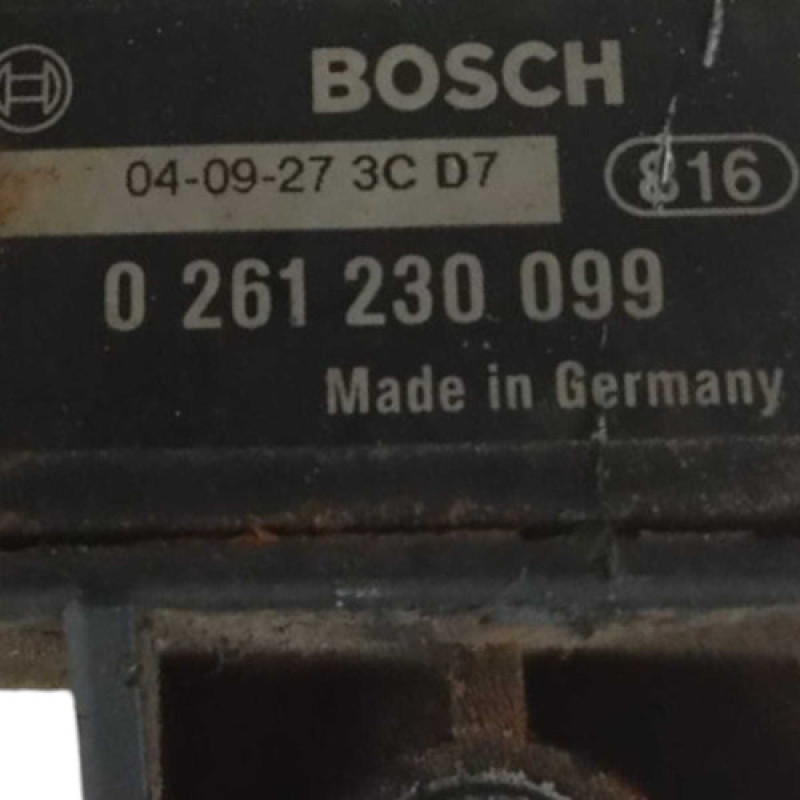 BOSCH
04-09-27 3C D7
816
0 261 230 099
Made in Germany